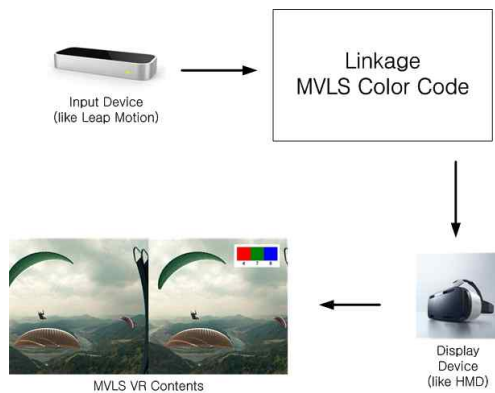 Linkage
MVLS Color Code
Input Device
(like Leap Motion)
Display
Device
(like HMD)
MVLS VR Contents